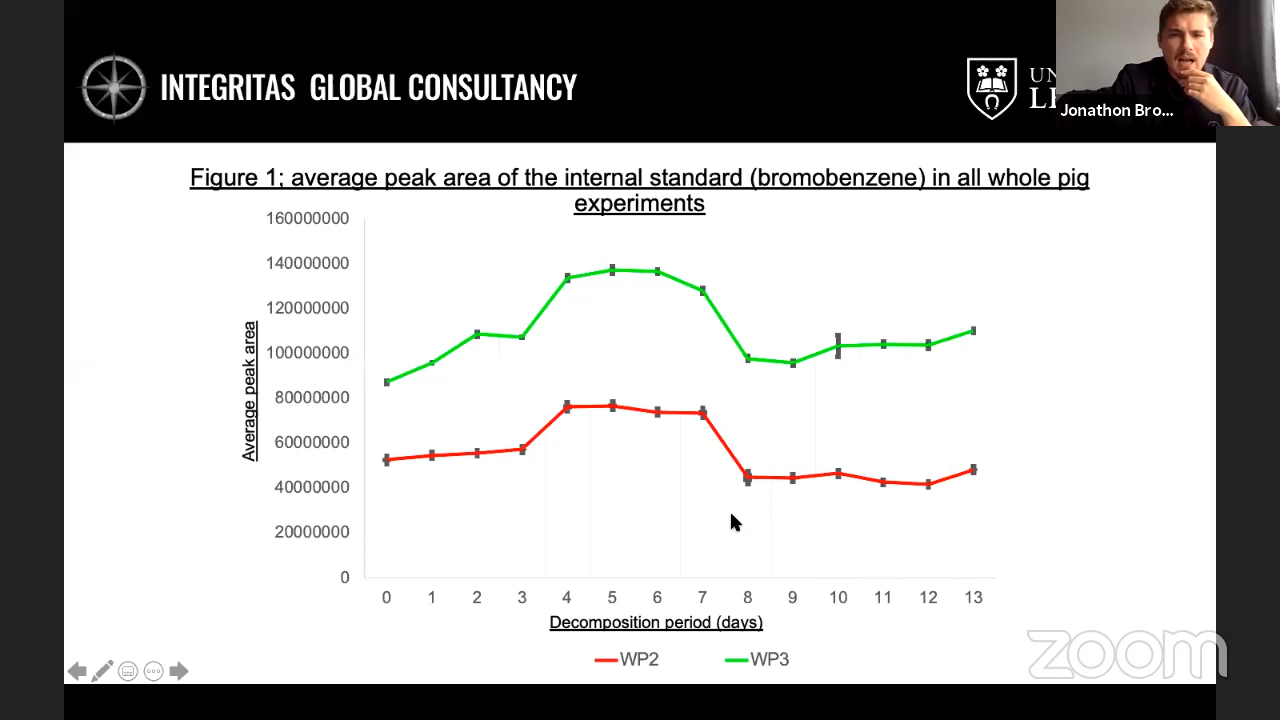 INTEGRITAS GLOBAL CONSULTANCY
UN
LE
Jonathon Bro...
Figure 1; average peak area of the internal standard (bromobenzene) in all whole pig
experiments
160000000
140000000
120000000
100000000
80000000
60000000
40000000
20000000
0
Average peak area
0 1 2 3 4 5 6 7 8 9 10 11 12 13
Decomposition period (days)
WP2 WP3
zoom